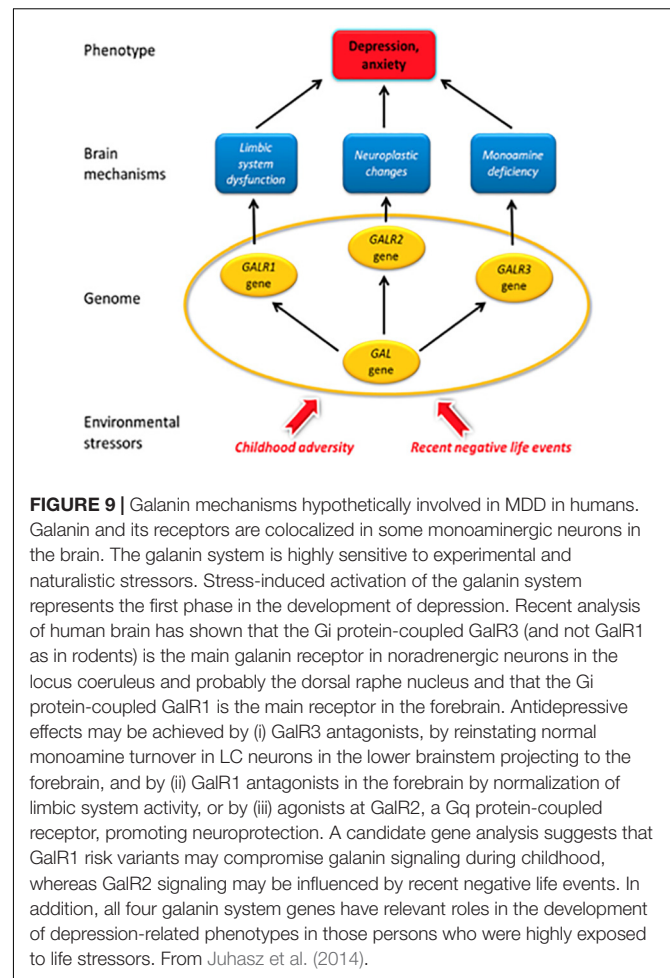 Phenotype
Depression,
anxiety
Brain
mechanisms
Limbic
system
dysfunction
Neuroplastic
changes
Monoamine
deficiency
Genome
GALR1
gene
GALR2
gene
GALR3
gene
GAL
gene
Environmental
stressors
Childhood adversity
Recent negative life events
FIGURE 9 | Galanin mechanisms hypothetically involved in MDD in humans.
Galanin and its receptors are colocalized in some monoaminergic neurons in
the brain. The galanin system is highly sensitive to experimental and
naturalistic stressors. Stress-induced activation of the galanin system
represents the first phase in the development of depression. Recent analysis
of human brain has shown that the Gi protein-coupled GalR3 (and not GalR1
as in rodents) is the main galanin receptor in noradrenergic neurons in the
locus coeruleus and probably the dorsal raphe nucleus and that the Gi
protein-coupled GalR1 is the main receptor in the forebrain. Antidepressive
effects may be achieved by (i) GalR3 antagonists, by reinstating normal
monoamine turnover in LC neurons in the lower brainstem projecting to the
forebrain, and by (ii) GalR1 antagonists in the forebrain by normalization of
limbic system activity, or by (iii) agonists at GalR2, a Gq protein-coupled
receptor, promoting neuroprotection. A candidate gene analysis suggests that
GalR1 risk variants may compromise galanin signaling during childhood,
whereas GalR2 signaling may be influenced by recent negative life events. In
addition, all four galanin system genes have relevant roles in the development
of depression-related phenotypes in those persons who were highly exposed
to life stressors. From Juhasz et al. (2014).